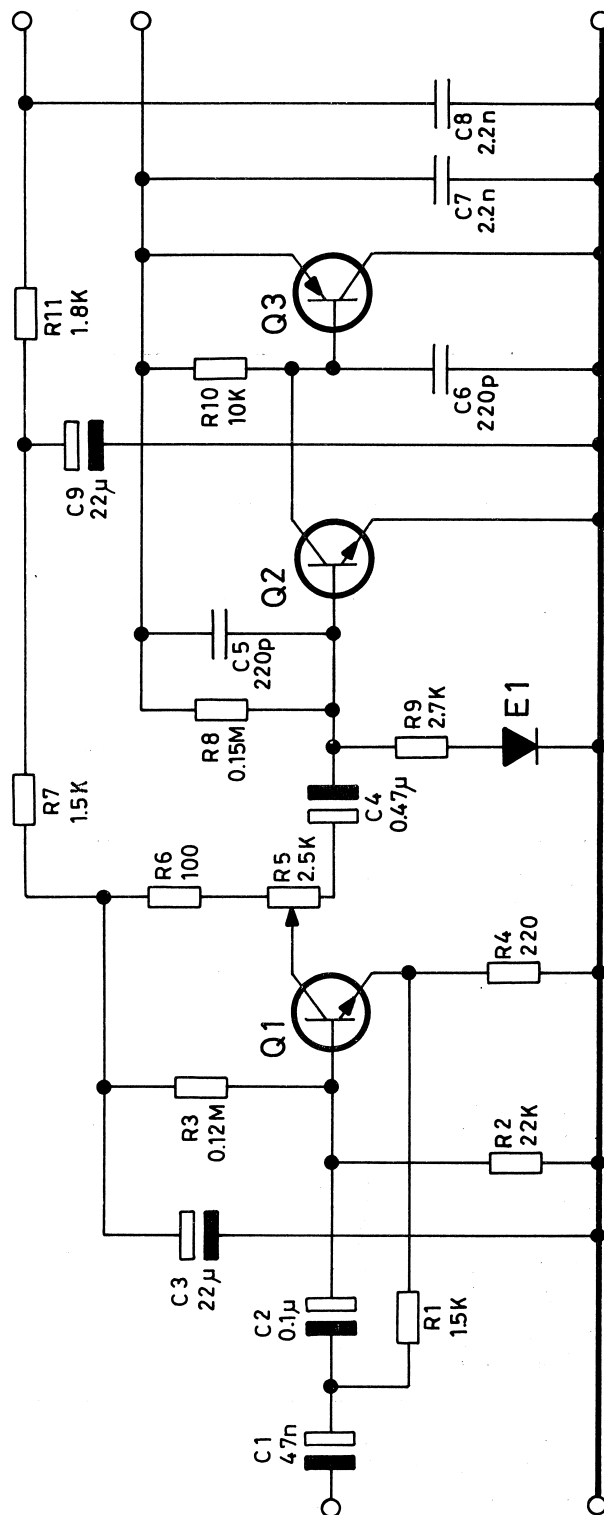 R7
1.5K
R11
1.8K
C9
22µ
C3
22µ
R3
0.12M
R6
100
R8
0.15M
C5
220p
R10
10K
Q1
R5
2.5K
Q2
Q3
C1
47n
C2
0.1µ
C4
0.47µ
R1
15K
R9
2.7K
C6
220p
C7
2.2n
C8
2.2n
R2
22K
R4
220
E1